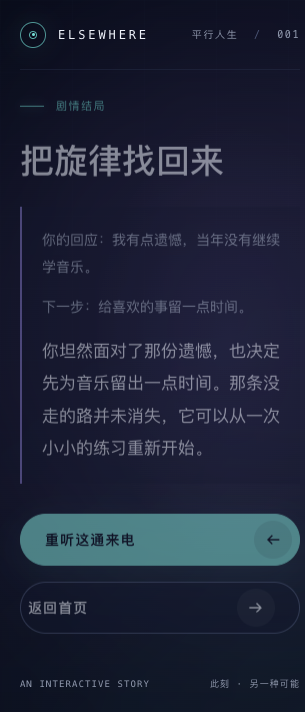 ELSEWHERE 平行人生 / 001
剧情结局
把旋律找回来
你的回应：我有点遗憾，当年没有继续
学音乐。
下一步：给喜欢的事留一点时间。
你坦然面对了那份遗憾，也决定
先为音乐留出一点时间。那条没
走的路并未消失，它可以从一次
小小的练习重新开始。
重听这通来电 ←
返回首页 →
AN INTERACTIVE STORY 此刻 · 另一种可能